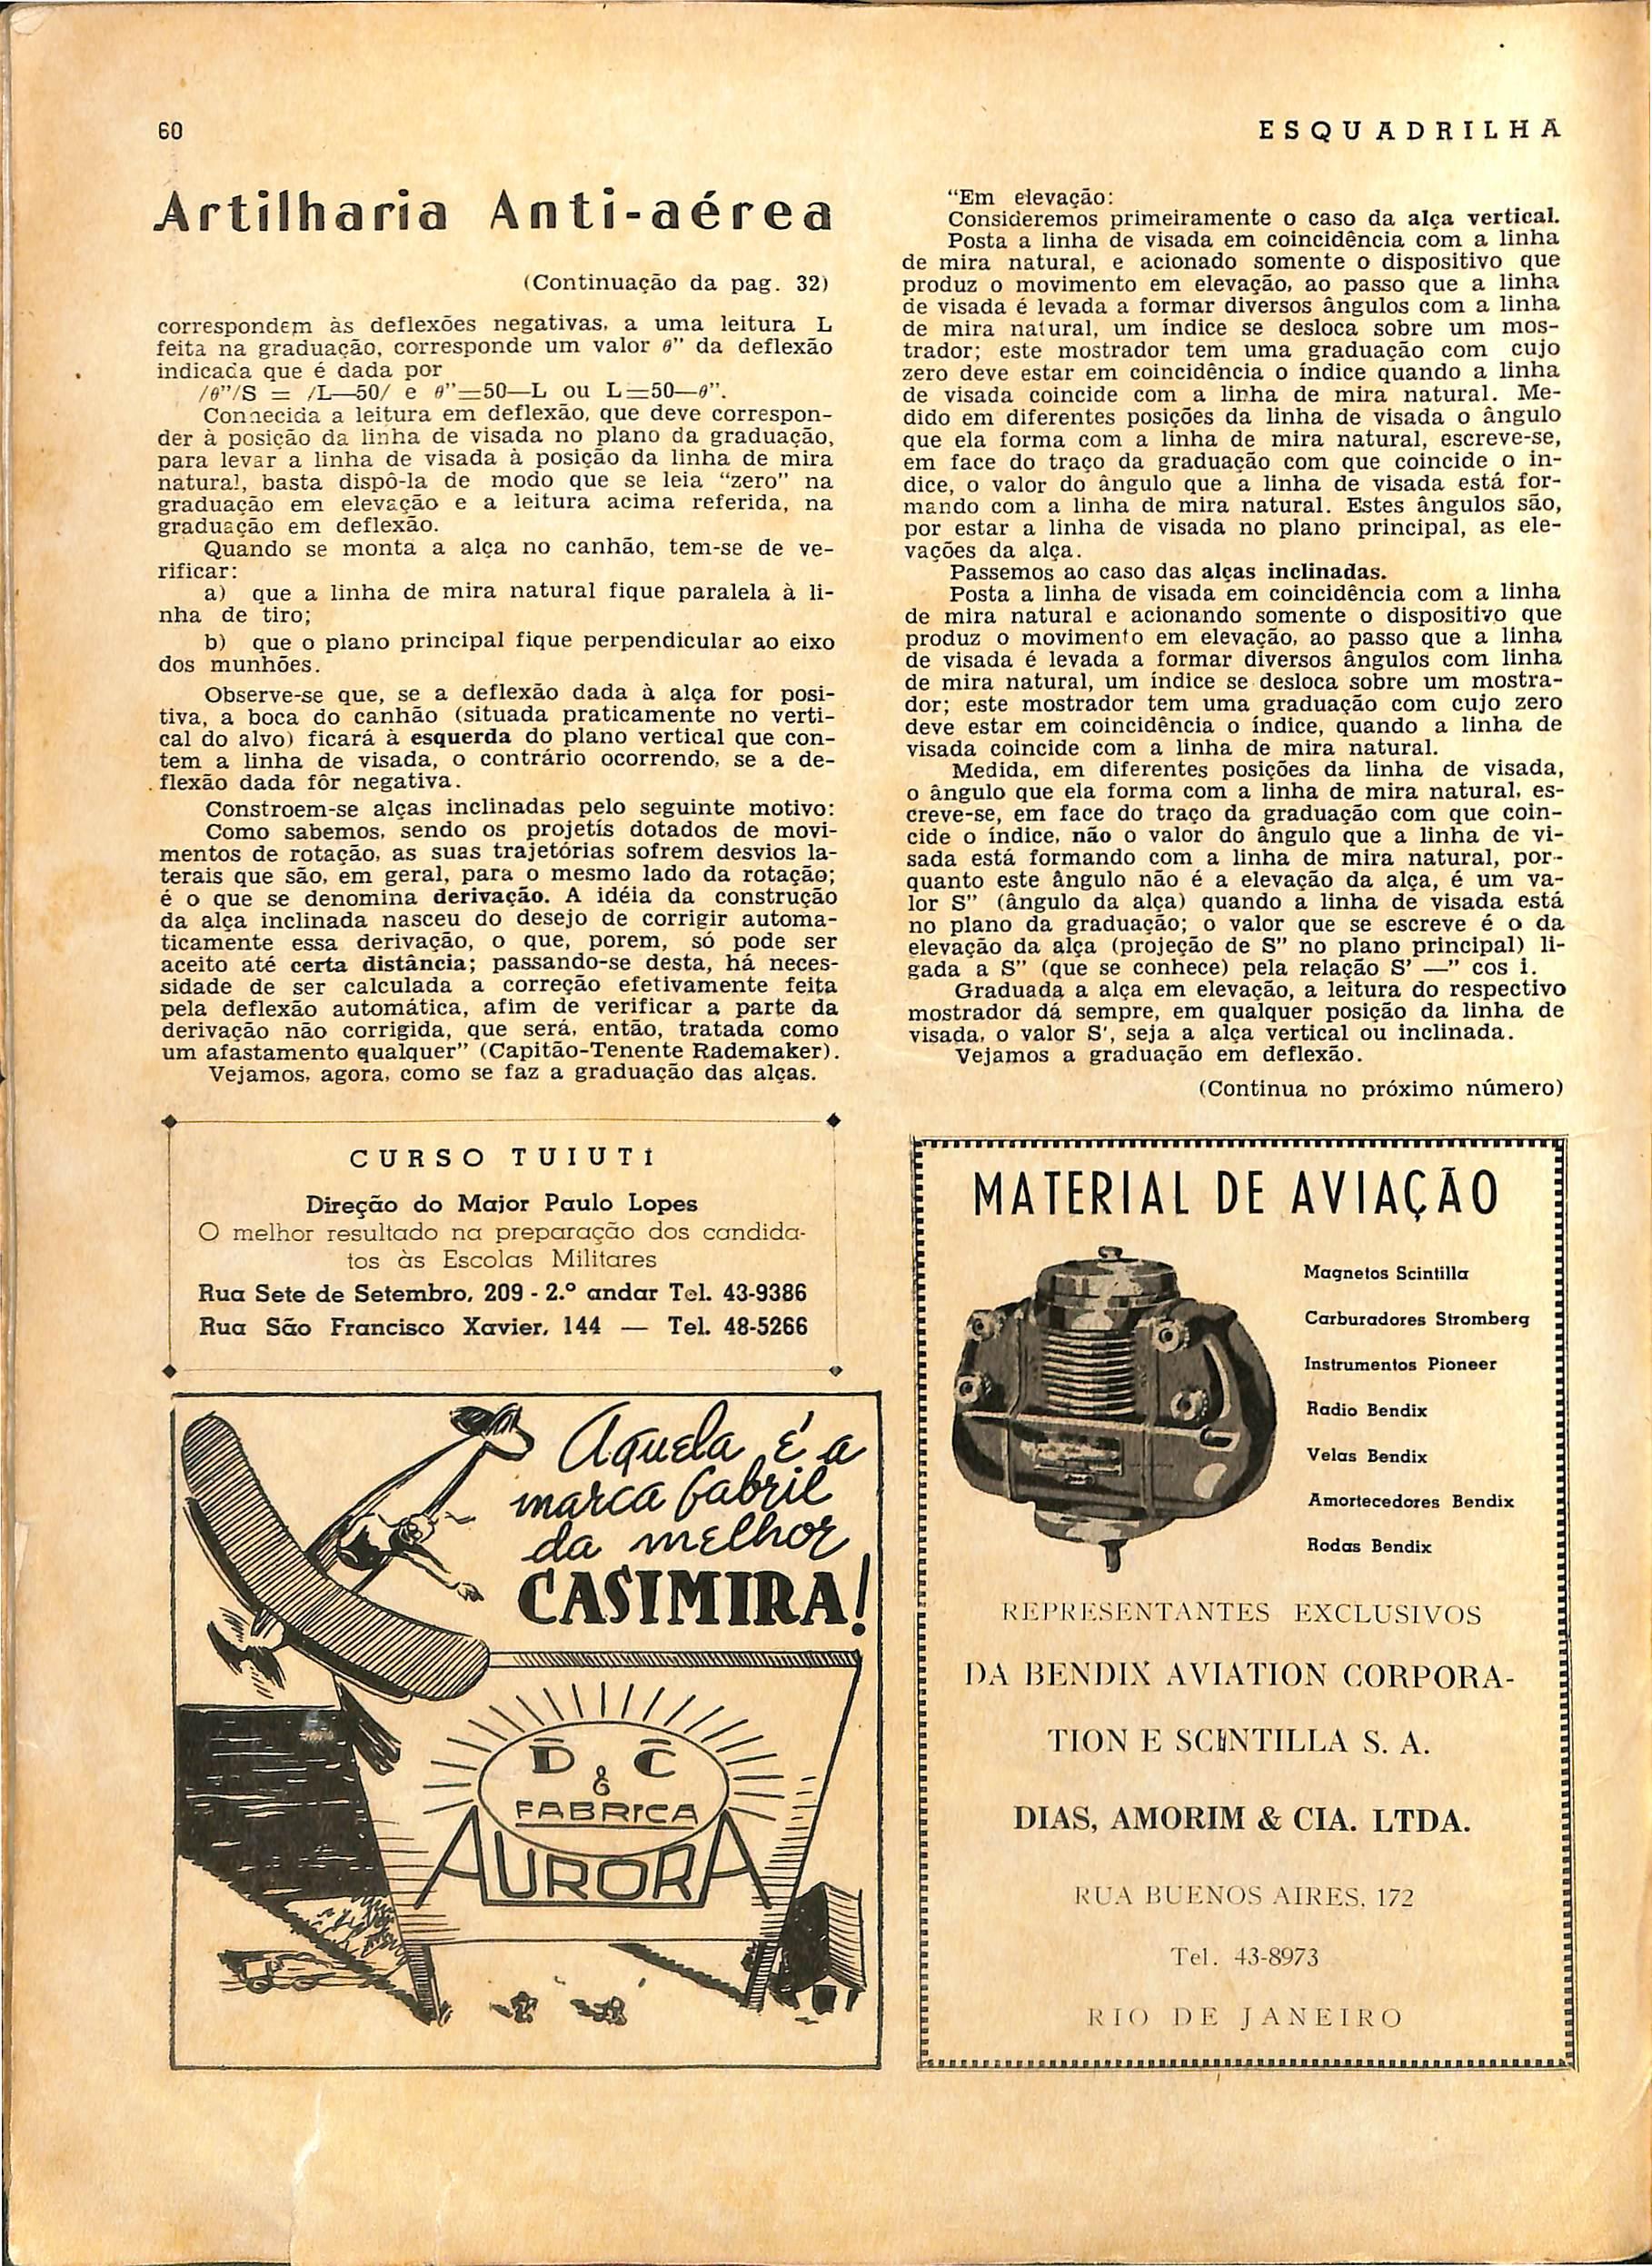 60
ESQUADRILHA
Artilharia Anti-aérea
(Continuação da pag. 32)
correspondem às deflexões negativas, a uma leitura L
feita na graduação, corresponde um valor θ" da deflexão
indicada que é dada por
/θ"/S = /L—50/ e θ"=50—L ou L=50—θ".
Connecida a leitura em deflexão, que deve correspon-
der à posição da linha de visada no plano da graduação,
para levar a linha de visada à posição da linha de mira
natural, basta dispô-la de modo que se leia "zero" na
graduação em elevação e a leitura acima referida, na
graduação em deflexão.
Quando se monta a alça no canhão, tem-se de ve-
rificar:
a) que a linha de mira natural fique paralela à li-
nha de tiro;
b) que o plano principal fique perpendicular ao eixo
dos munhões.
Observe-se que, se a deflexão dada à alça for posi-
tiva, a boca do canhão (situada praticamente no verti-
cal do alvo) ficará à esquerda do plano vertical que con-
tem a linha de visada, o contrário ocorrendo, se a de-
flexão dada fôr negativa.
Constroem-se alças inclinadas pelo seguinte motivo:
Como sabemos, sendo os projetís dotados de movi-
mentos de rotação, as suas trajetórias sofrem desvios la-
terais que são, em geral, para o mesmo lado da rotação;
é o que se denomina derivação. A idéia da construção
da alça inclinada nasceu do desejo de corrigir automa-
ticamente essa derivação, o que, porem, só pode ser
aceito até certa distância; passando-se desta, há neces-
sidade de ser calculada a correção efetivamente feita
pela deflexão automática, afim de verificar a parte da
derivação não corrigida, que será, então, tratada como
um afastamento qualquer" (Capitão-Tenente Rademaker).
Vejamos, agora, como se faz a graduação das alças.
"Em elevação:
Consideremos primeiramente o caso da alça vertical.
Posta a linha de visada em coincidência com a linha
de mira natural, e acionado somente o dispositivo que
produz o movimento em elevação, ao passo que a linha
de visada é levada a formar diversos ângulos com a linha
de mira natural, um índice se desloca sobre um mos-
trador; este mostrador tem uma graduação com cujo
zero deve estar em coincidência o índice quando a linha
de visada coincide com a linha de mira natural. Me-
dido em diferentes posições da linha de visada o ângulo
que ela forma com a linha de mira natural, escreve-se,
em face do traço da graduação com que coincide o in-
dice, o valor do ângulo que a linha de visada está for-
mando com a linha de mira natural. Estes ângulos são,
por estar a linha de visada no plano principal, as ele-
vações da alça.
Passemos ao caso das alças inclinadas.
Posta a linha de visada em coincidência com a linha
de mira natural e acionando somente o dispositivo que
produz o movimento em elevação, ao passo que a linha
de visada é levada a formar diversos ângulos com linha
de mira natural, um índice se desloca sobre um mostra-
dor; este mostrador tem uma graduação com cujo zero
deve estar em coincidência o índice, quando a linha de
visada coincide com a linha de mira natural.
Medida, em diferentes posições da linha de visada,
o ângulo que ela forma com a linha de mira natural, es-
creve-se, em face do traço da graduação com que coin-
cide o índice, não o valor do ângulo que a linha de vi-
sada está formando com a linha de mira natural, por-
quanto este ângulo não é a elevação da alça, é um va-
lor S" (ângulo da alça) quando a linha de visada está
no plano da graduação; o valor que se escreve é o da
elevação da alça (projeção de S" no plano principal) li-
gada a S" (que se conhece) pela relação S' —" cos i.
Graduada a alça em elevação, a leitura do respectivo
mostrador dá sempre, em qualquer posição da linha de
visada, o valor S', seja a alça vertical ou inclinada.
Vejamos a graduação em deflexão.
(Continua no próximo número)
CURSO TUIUTÍ
Direção do Major Paulo Lopes
O melhor resultado na preparação dos candida-
tos às Escolas Militares
Rua Sete de Setembro, 209 - 2.º andar Tel. 43-9386
Rua São Francisco Xavier, 144 — Tel. 48-5266
Aquela é a
marca fabril
da melhor
CASIMIRA!
D & C
FABRICA
AURORA
MATERIAL DE AVIAÇÃO
Magnetos Scintilla
Carburadores Stromberg
Instrumentos Pioneer
Radio Bendix
Velas Bendix
Amortecedores Bendix
Rodas Bendix
REPRESENTANTES EXCLUSIVOS
DA BENDIX AVIATION CORPORA-
TION E SCINTILLA S. A.
DIAS, AMORIM & CIA. LTDA.
RUA BUENOS AIRES, 172
Tel. 43-8973
RIO DE JANEIRO